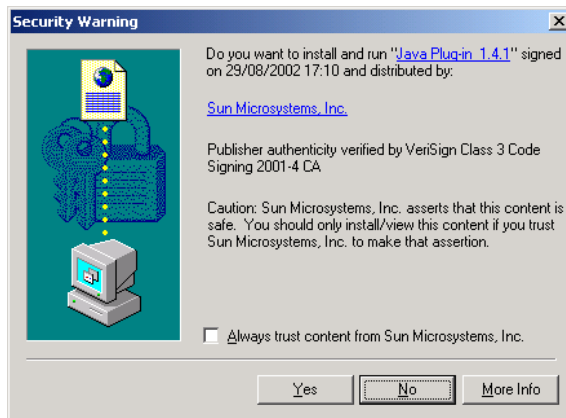 Security Warning
Do you want to install and run "Java Plug-in 1.4.1" signed
on 29/08/2002 17:10 and distributed by:
Sun Microsystems, Inc.
Publisher authenticity verified by VeriSign Class 3 Code
Signing 2001-4 CA
Caution: Sun Microsystems, Inc. asserts that this content is
safe.  You should only install/view this content if you trust
Sun Microsystems, Inc. to make that assertion.
Always trust content from Sun Microsystems, Inc.
Yes No More Info